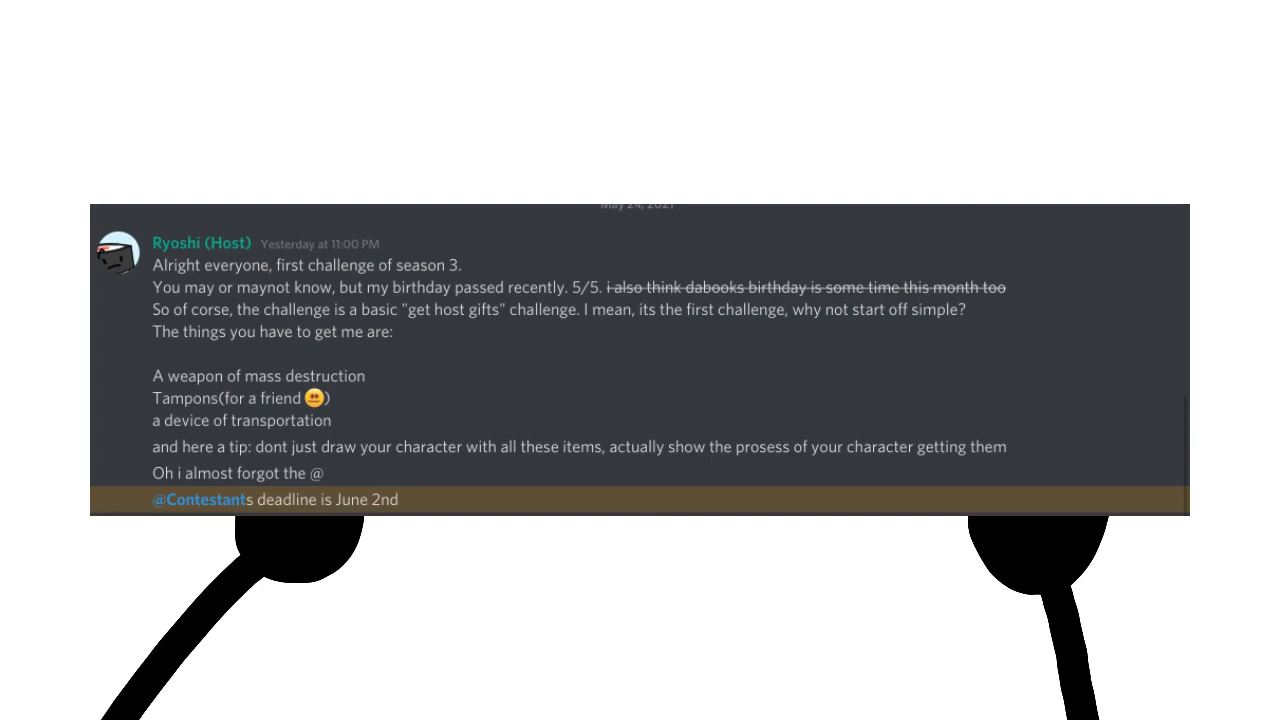 May 24, 2021
Ryoshi (Host) Yesterday at 11:00 PM
Alright everyone, first challenge of season 3.
You may or maynot know, but my birthday passed recently. 5/5. i also think dabooks birthday is some time this month too
So of corse, the challenge is a basic "get host gifts" challenge. I mean, its the first challenge, why not start off simple?
The things you have to get me are:
A weapon of mass destruction
Tampons(for a friend 😐)
a device of transportation
and here a tip: dont just draw your character with all these items, actually show the prosess of your character getting them
Oh i almost forgot the @
@Contestants deadline is June 2nd